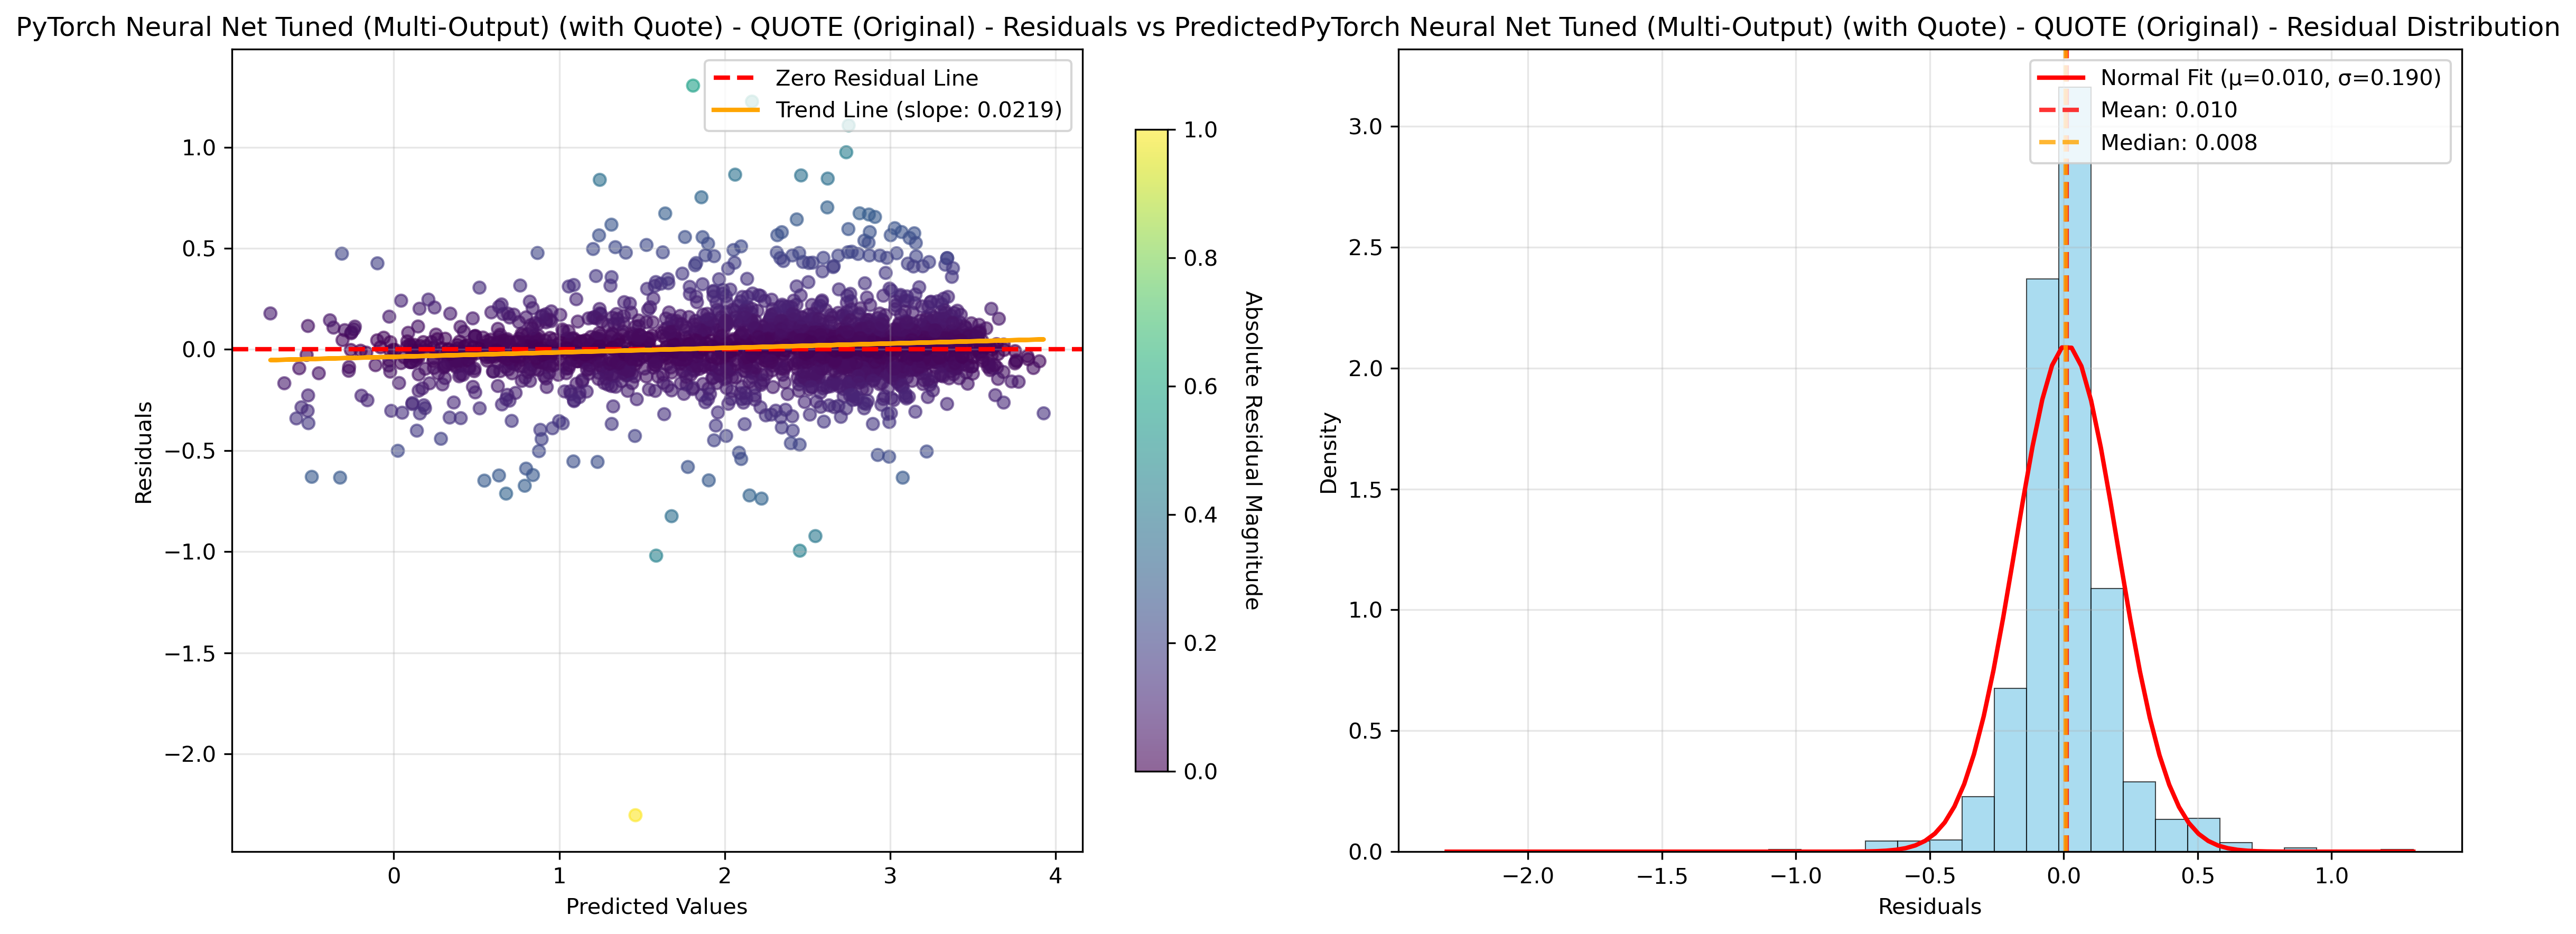 PyTorch Neural Net Tuned (Multi-Output) (with Quote) - QUOTE (Original) - Residuals vs Predicted
Zero Residual Line
Trend Line (slope: 0.0219)
1.0
0.5
0.0
−0.5
−1.0
−1.5
−2.0
Residuals
0
1
2
3
4
Predicted Values
1.0
0.8
0.6
0.4
0.2
0.0
Absolute Residual Magnitude
PyTorch Neural Net Tuned (Multi-Output) (with Quote) - QUOTE (Original) - Residual Distribution
Normal Fit (μ=0.010, σ=0.190)
Mean: 0.010
Median: 0.008
3.0
2.5
2.0
1.5
1.0
0.5
0.0
Density
−2.0
−1.5
−1.0
−0.5
0.0
0.5
1.0
Residuals